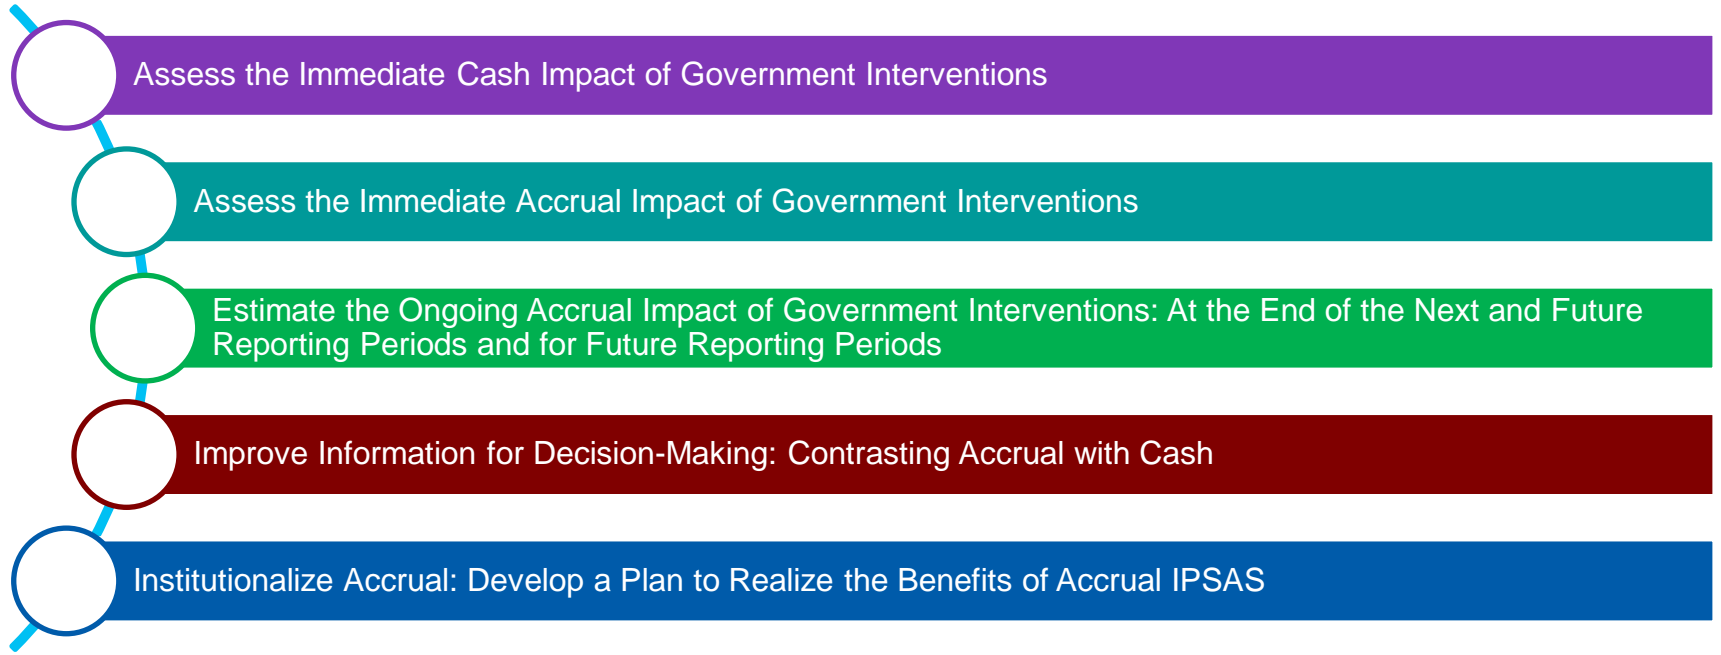 Assess the Immediate Cash Impact of Government Interventions
Assess the Immediate Accrual Impact of Government Interventions
Estimate the Ongoing Accrual Impact of Government Interventions: At the End of the Next and Future
Reporting Periods and for Future Reporting Periods
Improve Information for Decision-Making: Contrasting Accrual with Cash
Institutionalize Accrual: Develop a Plan to Realize the Benefits of Accrual IPSAS